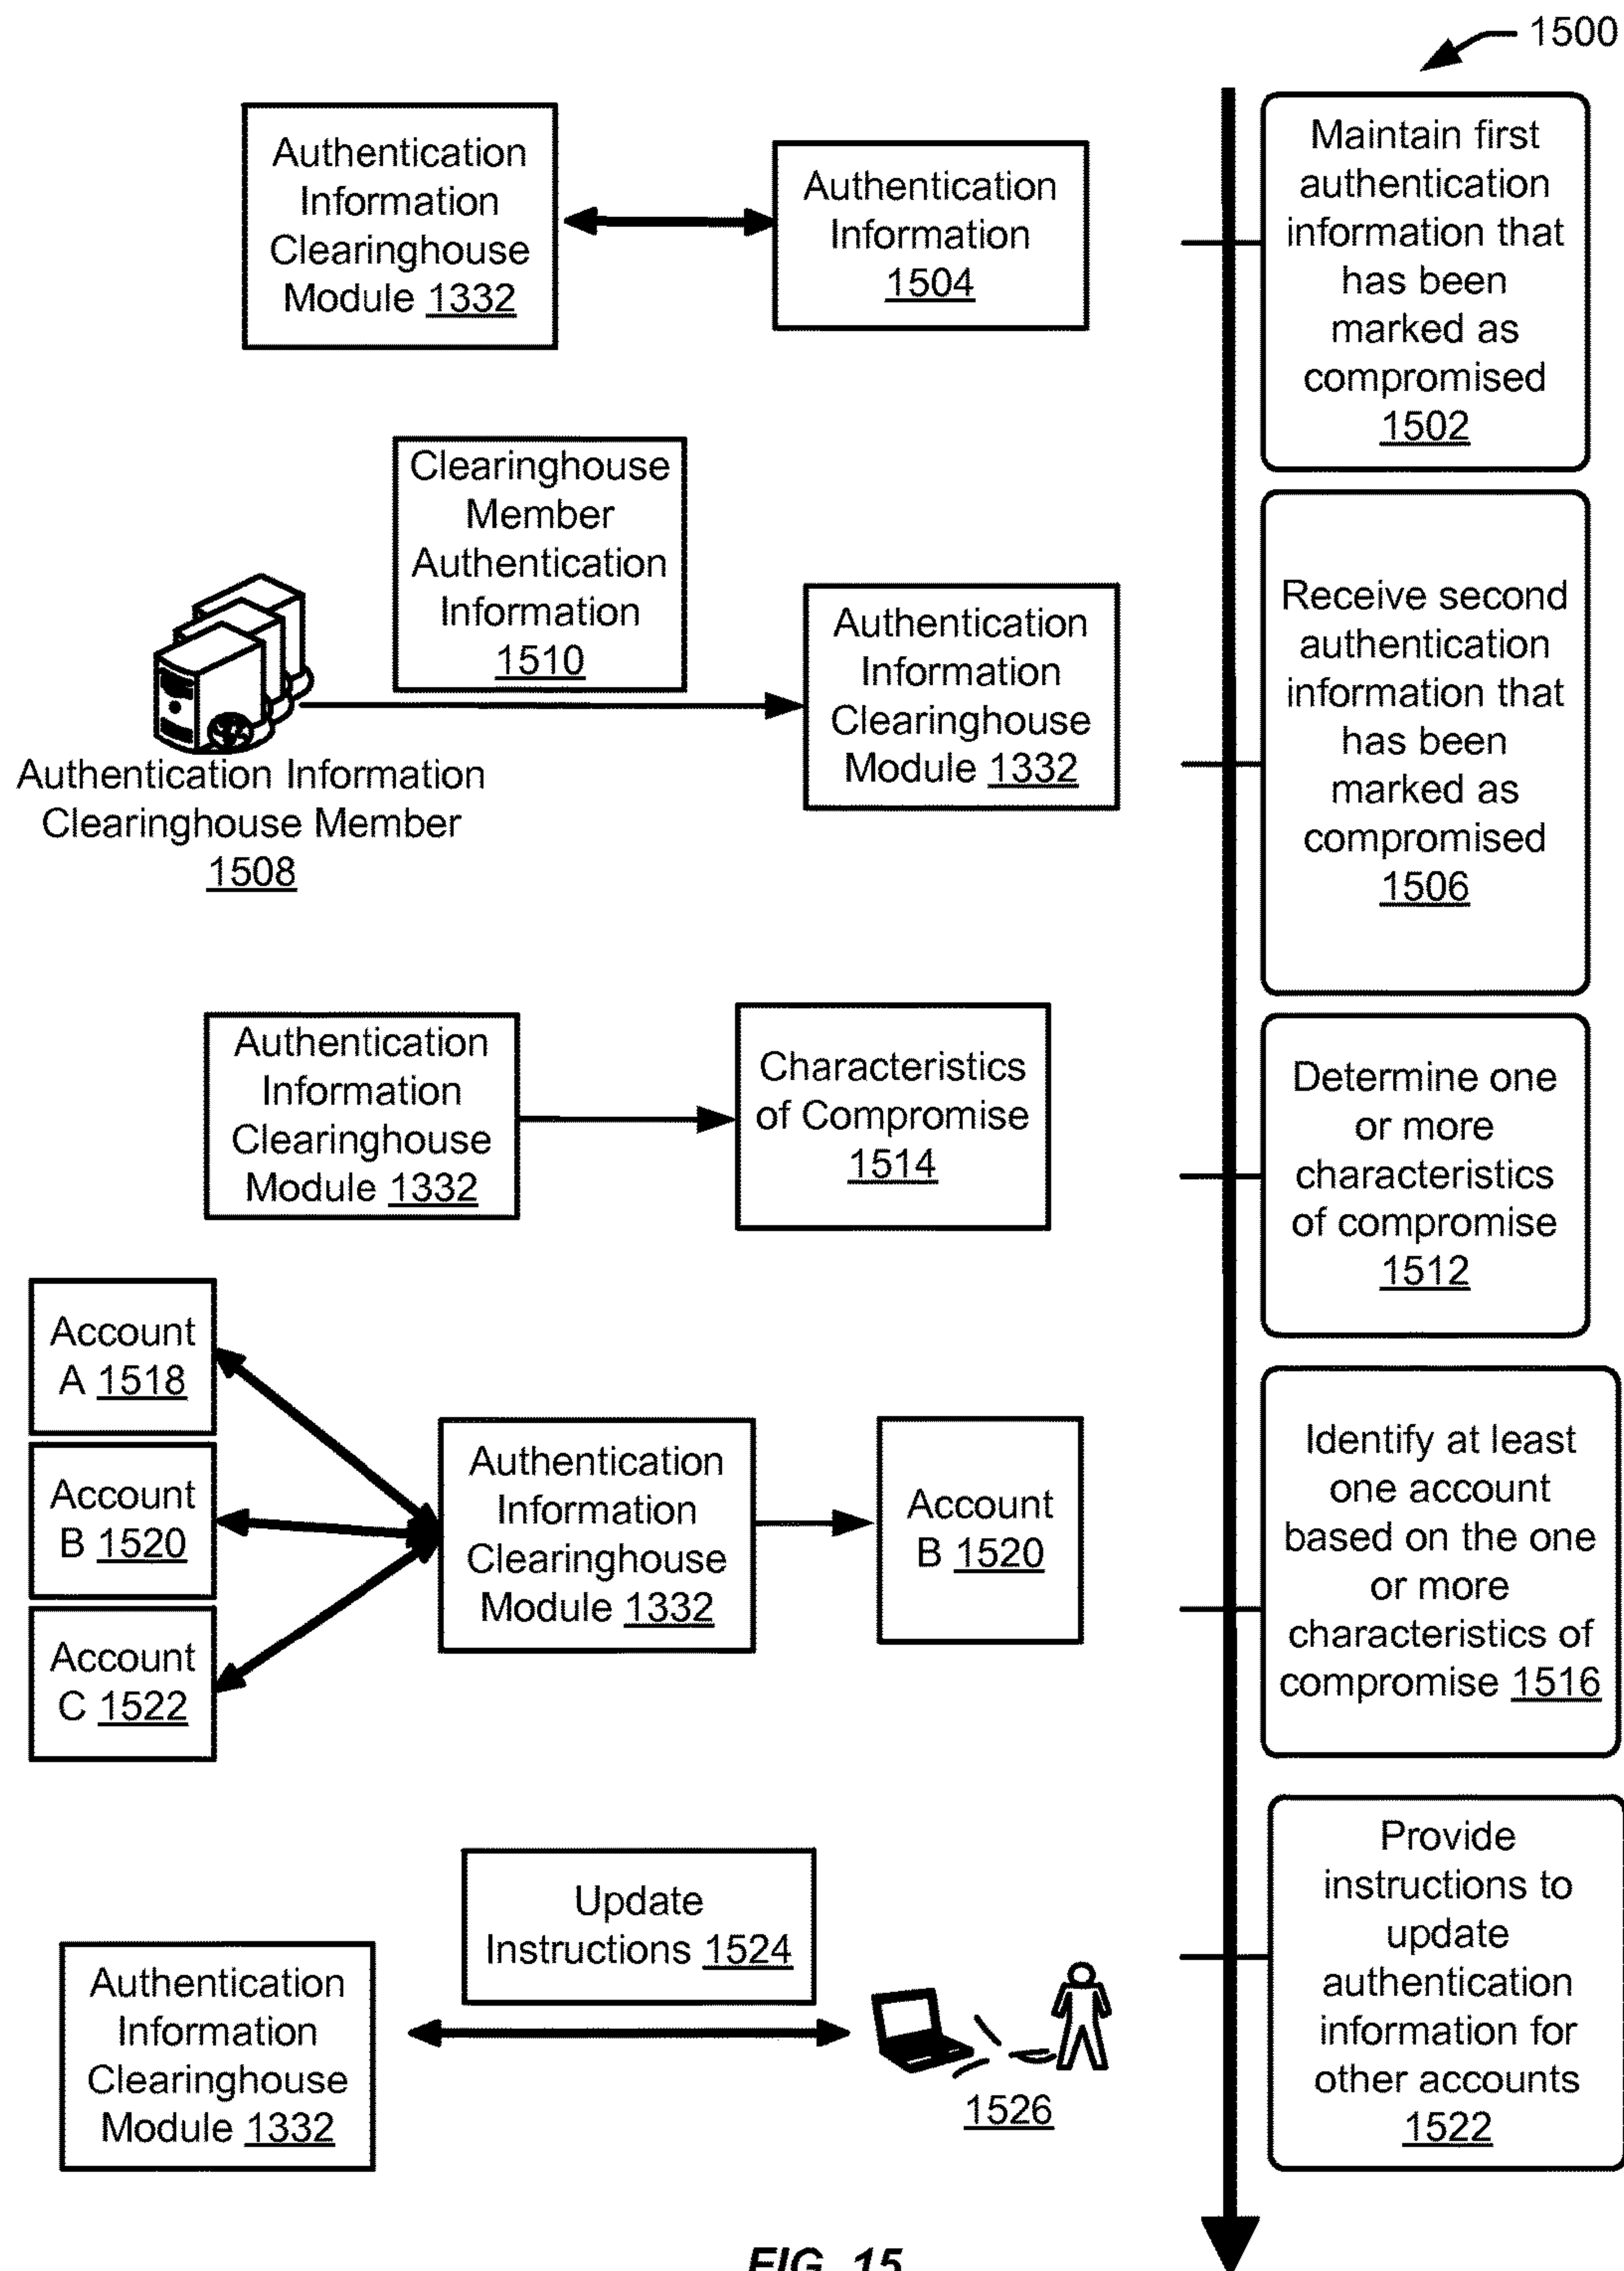 1500
Authentication
Information
Clearinghouse
Module 1332
Authentication
Information
1504
Maintain first
authentication
information that
has been
marked as
compromised
1502
Clearinghouse
Member
Authentication
Information
1510
Authentication Information
Clearinghouse Member
1508
Authentication
Information
Clearinghouse
Module 1332
Receive second
authentication
information that
has been
marked as
compromised
1506
Authentication
Information
Clearinghouse
Module 1332
Characteristics
of Compromise
1514
Determine one
or more
characteristics
of compromise
1512
Account
A 1518
Account
B 1520
Account
C 1522
Authentication
Information
Clearinghouse
Module 1332
Account
B 1520
Identify at least
one account
based on the one
or more
characteristics of
compromise 1516
Authentication
Information
Clearinghouse
Module 1332
Update
Instructions 1524
1526
Provide
instructions to
update
authentication
information for
other accounts
1522
FIG. 15